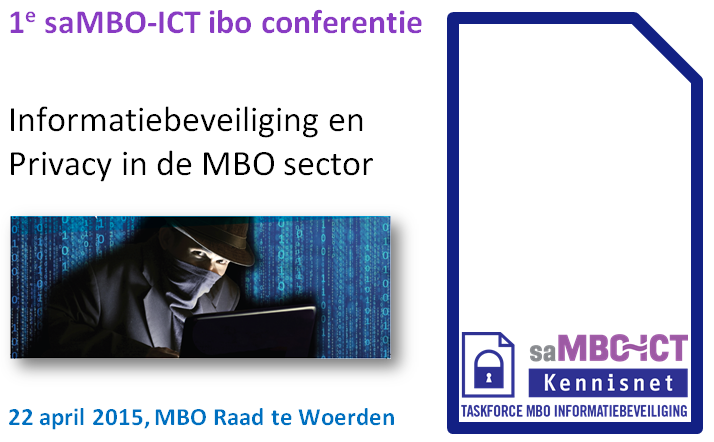 1e saMBO-ICT ibo conferentie
Informatiebeveiliging en
Privacy in de MBO sector
22 april 2015, MBO Raad te Woerden
saMBO~ICT
Kennisnet
TASKFORCE MBO INFORMATIEBEVEILIGING